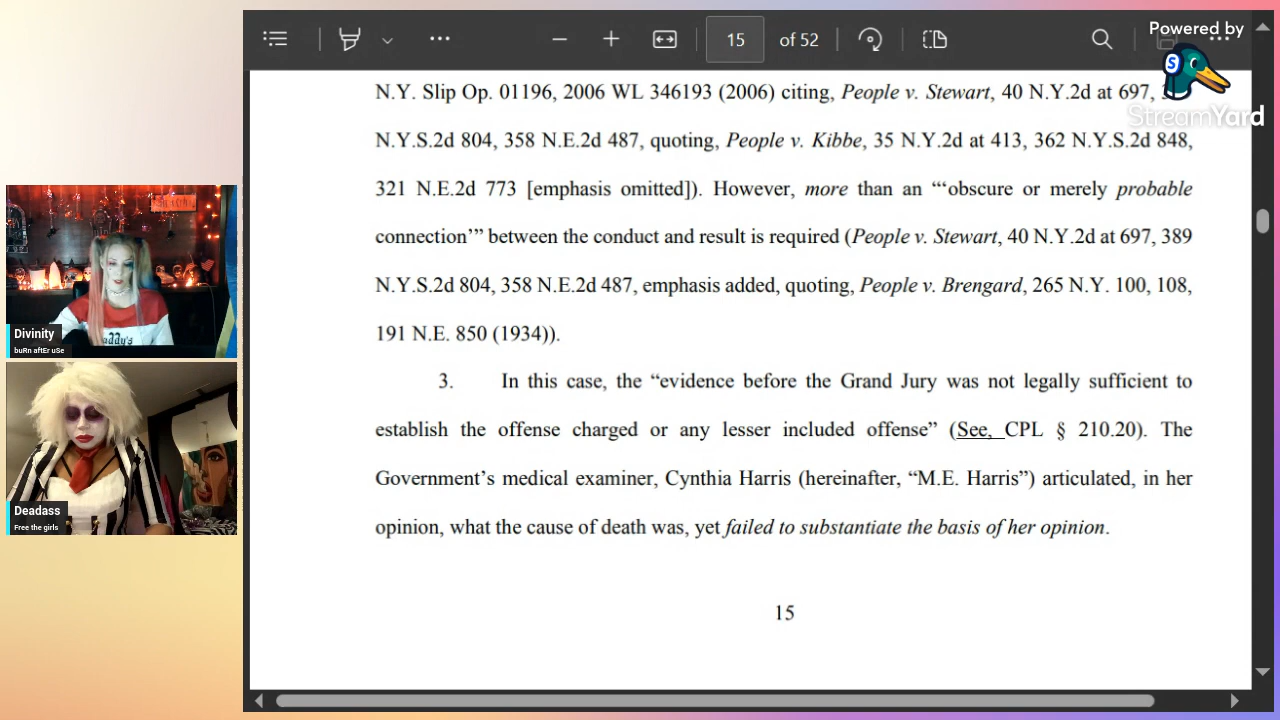 15 of 52
Powered by
StreamYard
N.Y. Slip Op. 01196, 2006 WL 346193 (2006) citing, People v. Stewart, 40 N.Y.2d at 697,
N.Y.S.2d 804, 358 N.E.2d 487, quoting, People v. Kibbe, 35 N.Y.2d at 413, 362 N.Y.S.2d 848,
321 N.E.2d 773 [emphasis omitted]). However, more than an “‘obscure or merely probable
connection’” between the conduct and result is required (People v. Stewart, 40 N.Y.2d at 697, 389
N.Y.S.2d 804, 358 N.E.2d 487, emphasis added, quoting, People v. Brengard, 265 N.Y. 100, 108,
191 N.E. 850 (1934)).
3. In this case, the “evidence before the Grand Jury was not legally sufficient to
establish the offense charged or any lesser included offense” (See, CPL § 210.20). The
Government’s medical examiner, Cynthia Harris (hereinafter, “M.E. Harris”) articulated, in her
opinion, what the cause of death was, yet failed to substantiate the basis of her opinion.
15
Divinity
buRn aftEr uSe
Deadass
Free the girls